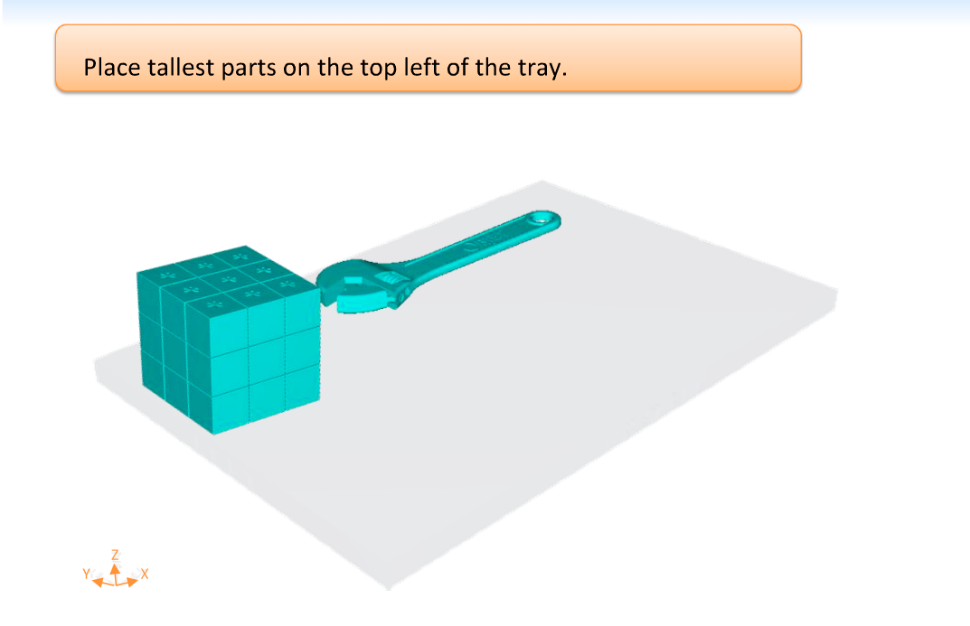 Place tallest parts on the top left of the tray.
Z
Y X